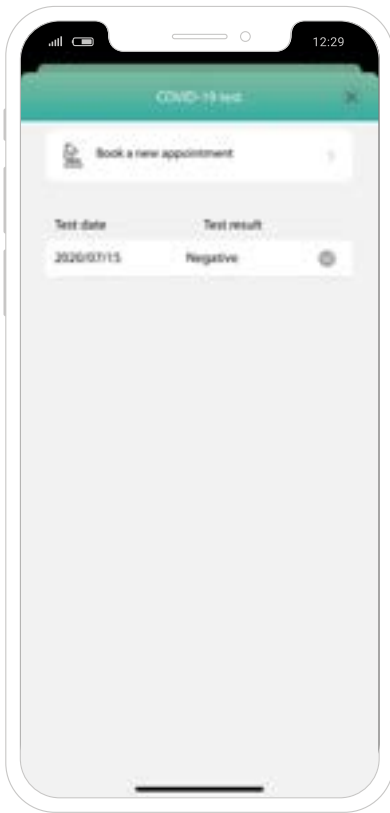 12:29
COVID-19 test
Book a new appointment
Test date Test result
2020/07/15 Negative